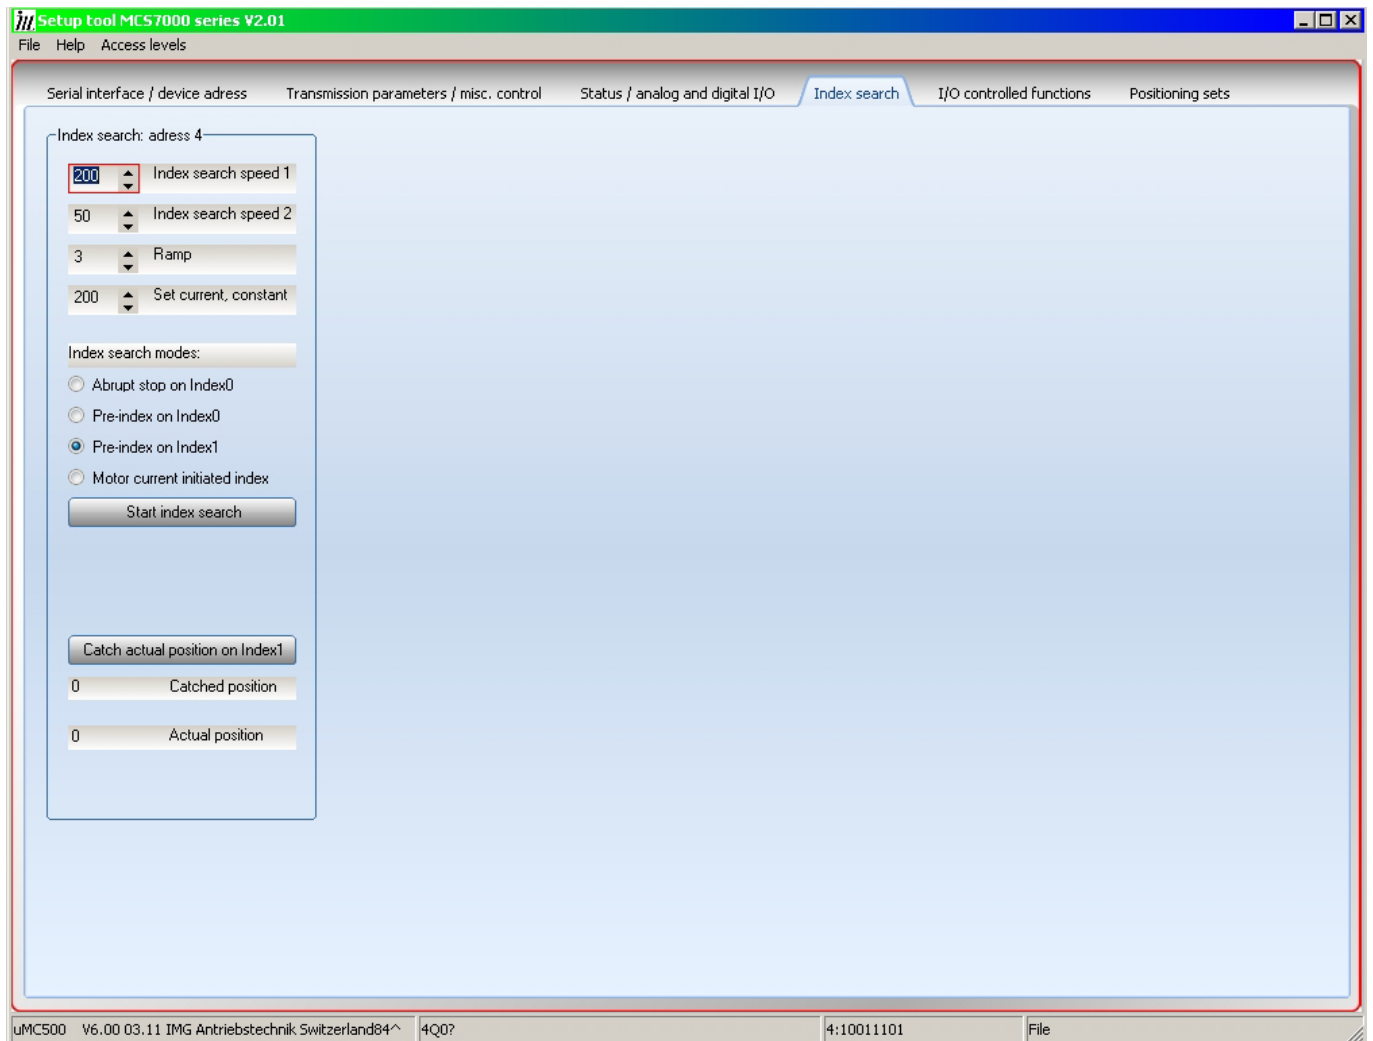 Setup tool MCS7000 series V2.01
File Help Access levels
Serial interface / device adress Transmission parameters / misc. control Status / analog and digital I/O Index search I/O controlled functions Positioning sets
Index search: adress 4
200 Index search speed 1
50 Index search speed 2
3 Ramp
200 Set current, constant
Index search modes:
Abrupt stop on Index0
Pre-index on Index0
Pre-index on Index1
Motor current initiated index
Start index search
Catch actual position on Index1
0 Catched position
0 Actual position
uMC500 V6.00 03.11 IMG Antriebstechnik Switzerland84^ 4Q0? 4:10011101 File